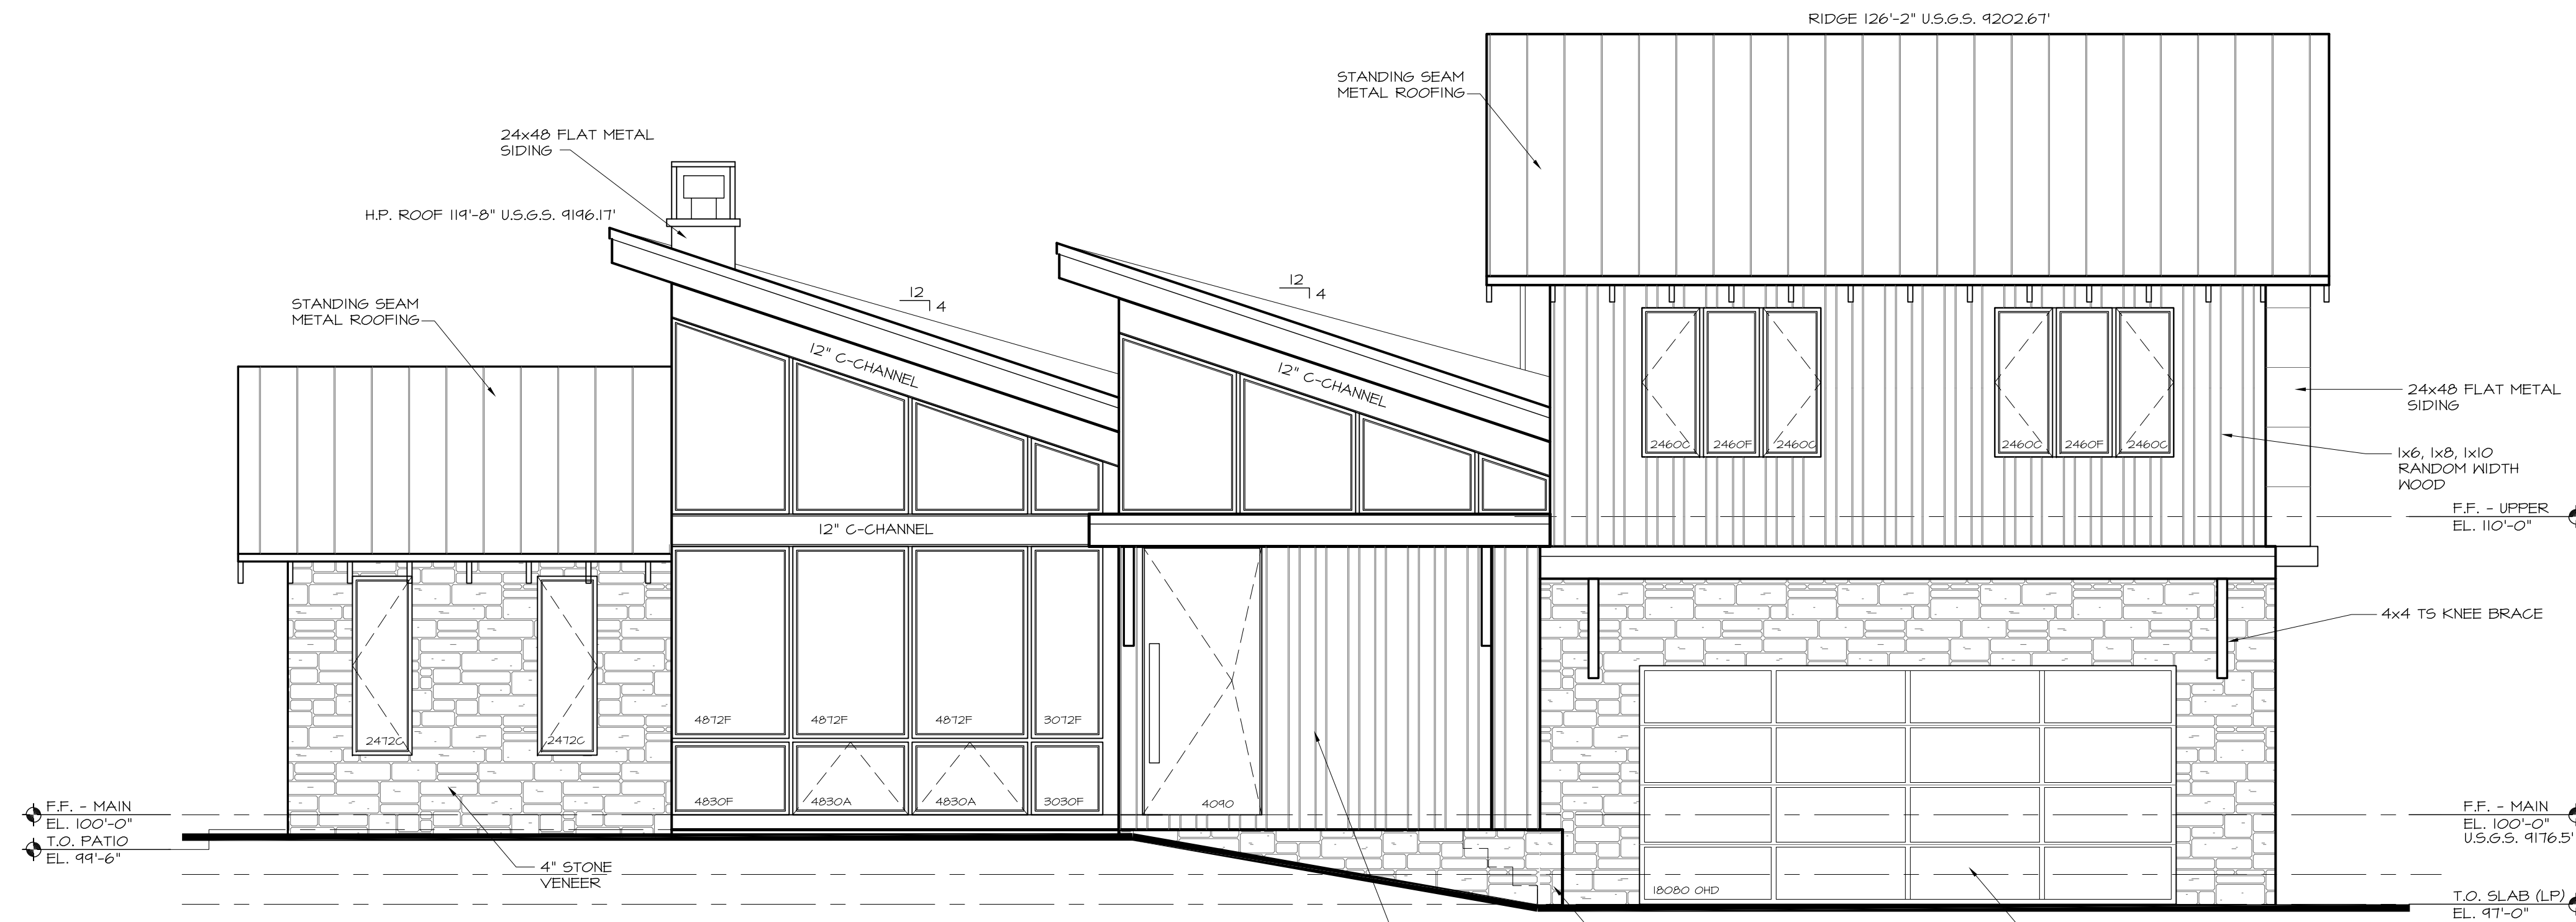 RIDGE 126'-2" U.S.G.S. 9202.67'
STANDING SEAM
METAL ROOFING
24x48 FLAT METAL
SIDING
H.P. ROOF 119'-8" U.S.G.S. 9196.17'
12
4
12
4
STANDING SEAM
METAL ROOFING
12" C-CHANNEL
12" C-CHANNEL
24x48 FLAT METAL
SIDING
2460C
2460F
2460C
2460C
2460F
2460C
1x6, 1x8, 1x10
RANDOM WIDTH
WOOD
F.F. - UPPER
EL. 110'-0"
12" C-CHANNEL
4x4 TS KNEE BRACE
2472C
2472C
4872F
4872F
4872F
3072F
4830F
4830A
4830A
3030F
4090
F.F. - MAIN
EL. 100'-0"
T.O. PATIO
EL. 99'-6"
F.F. - MAIN
EL. 100'-0"
U.S.G.S. 9176.5'
4" STONE
VENEER
18080 OHD
T.O. SLAB (LP)
EL. 97'-0"